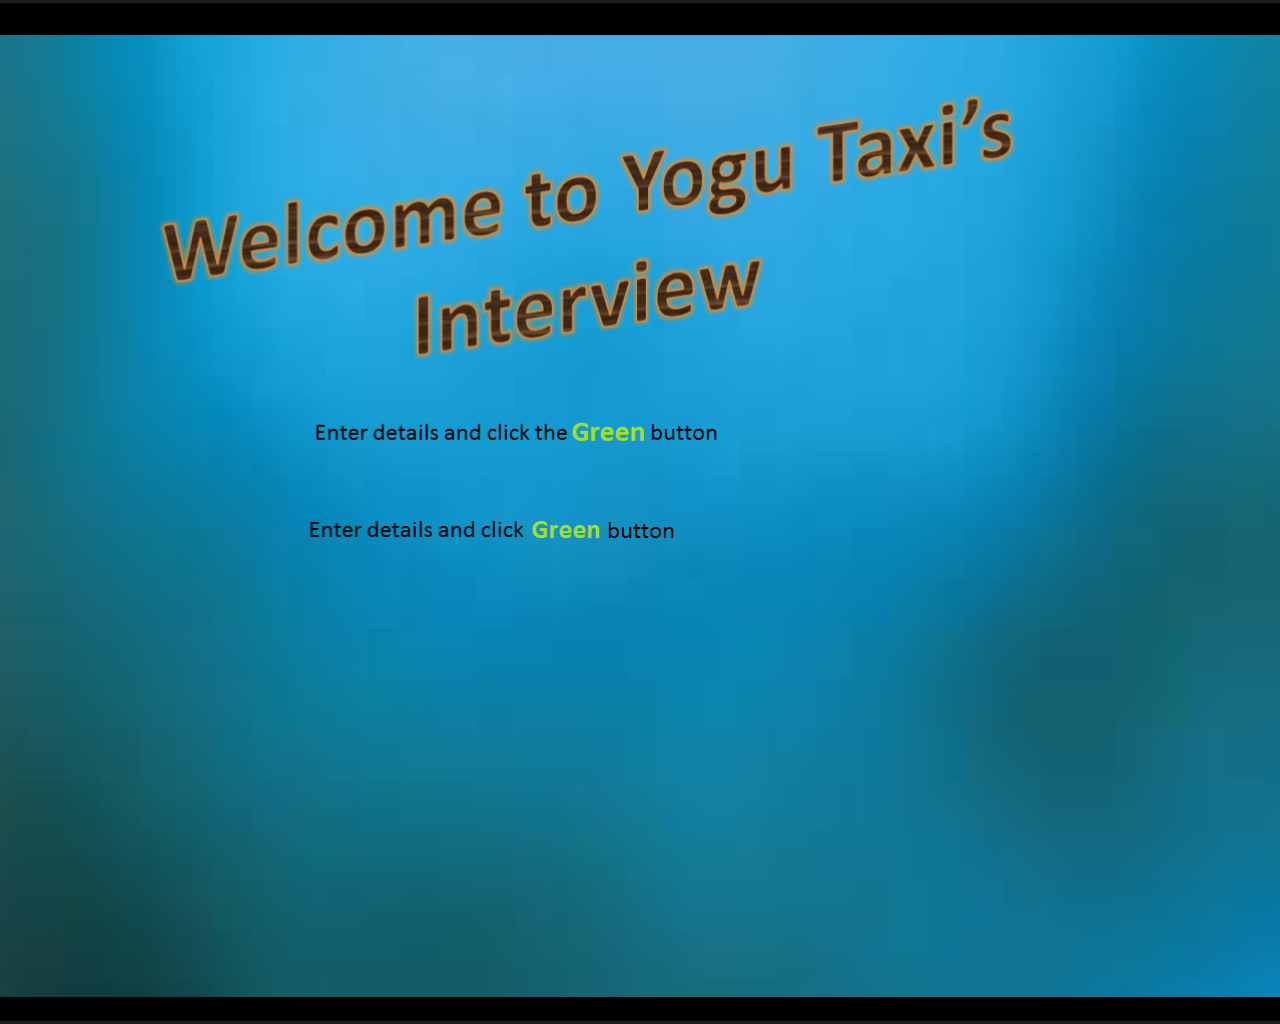 Welcome to Yogu Taxi’s
Interview
Enter details and click the Green button
Enter details and click Green button